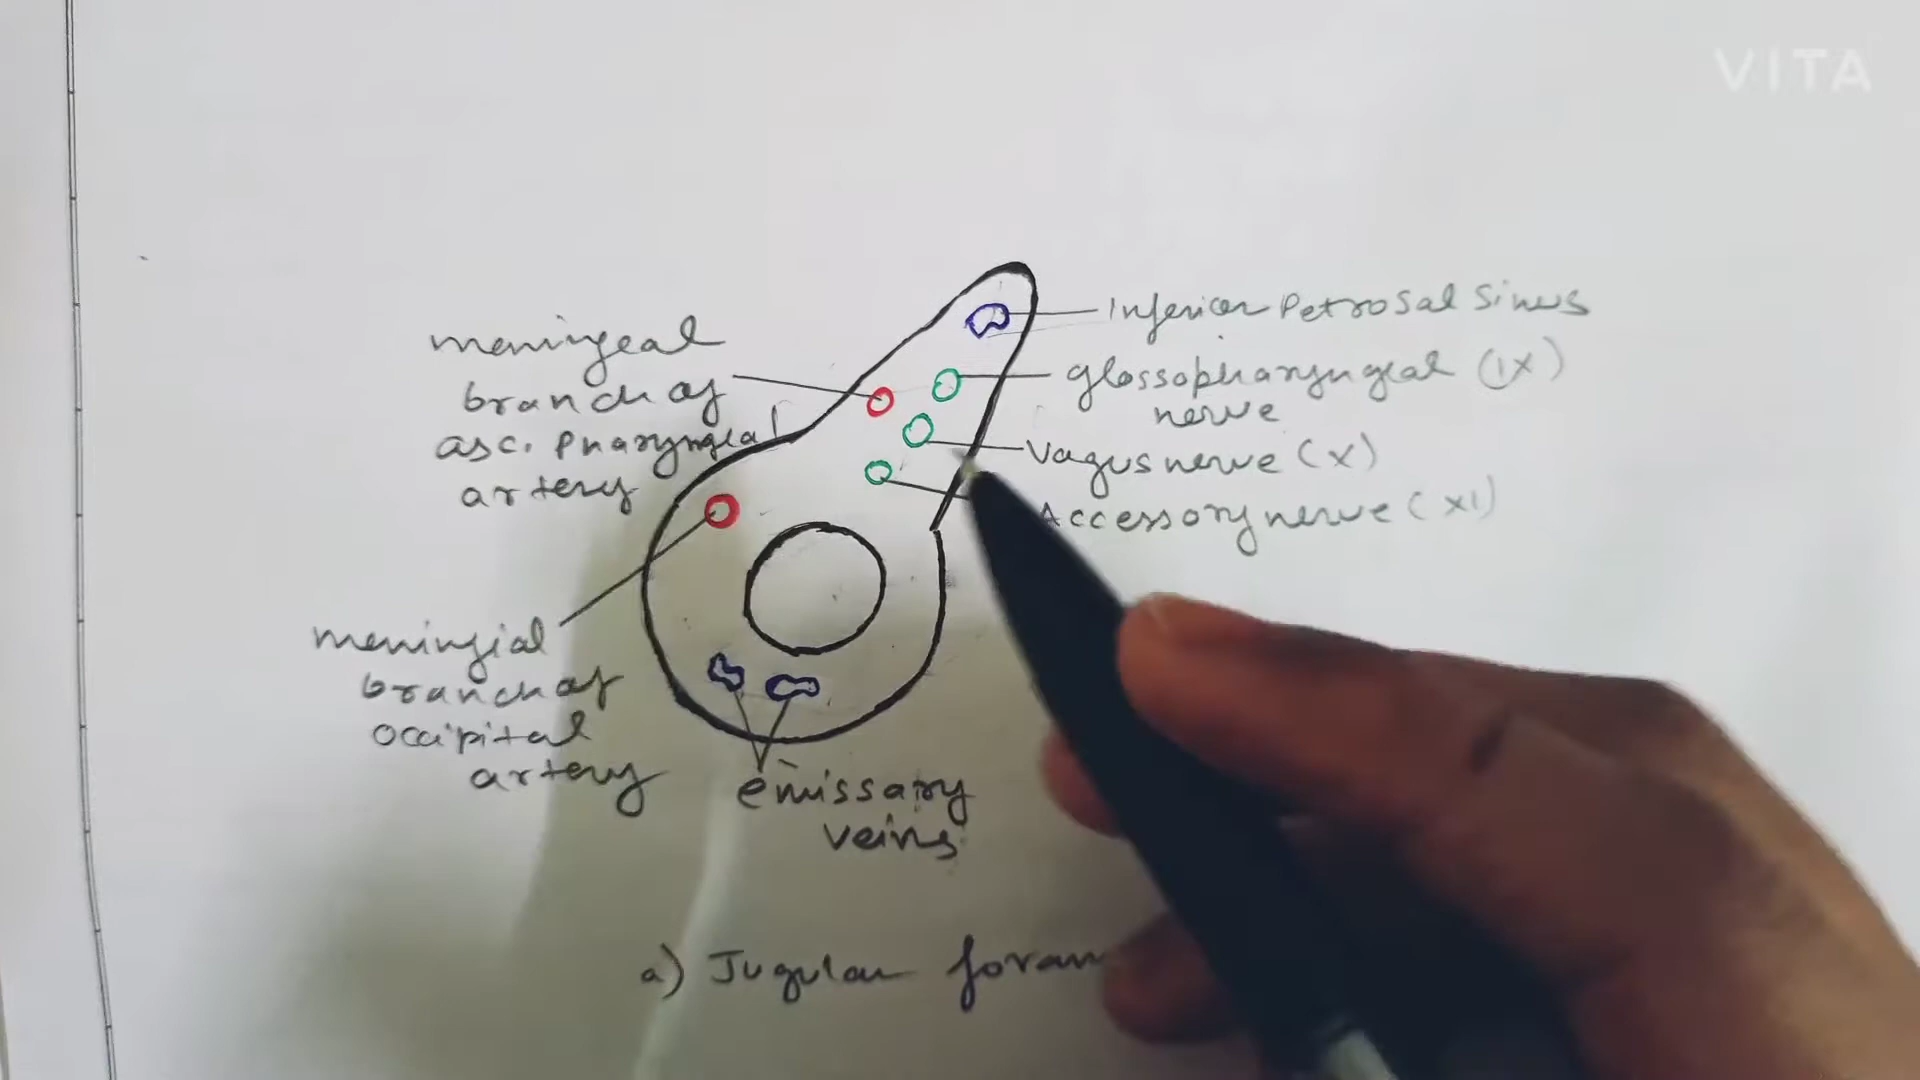 VITA
meningeal
branch of
asc. Pharyngeal
artery
Inferior Petrosal Sinus
glossopharyngeal (IX)
nerve
Vagus nerve (X)
Accessory nerve (XI)
meningial
branch of
occipital
artery
emissary
veins
a) Jugular foram